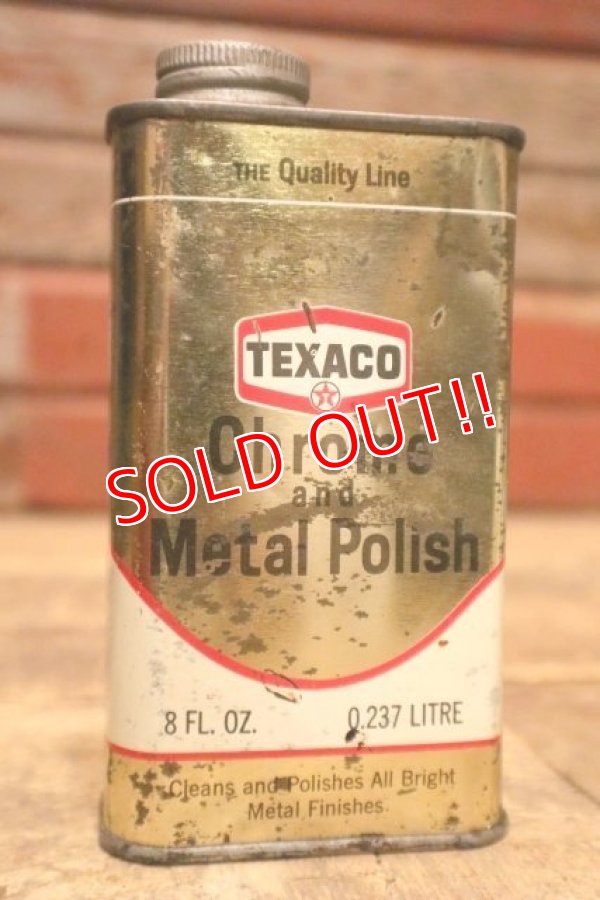 THE Quality Line
TEXACO
T
SOLD OUT!!
Chrome
and
Metal Polish
8 FL. OZ. 0.237 LITRE
Cleans and Polishes All Bright
Metal Finishes